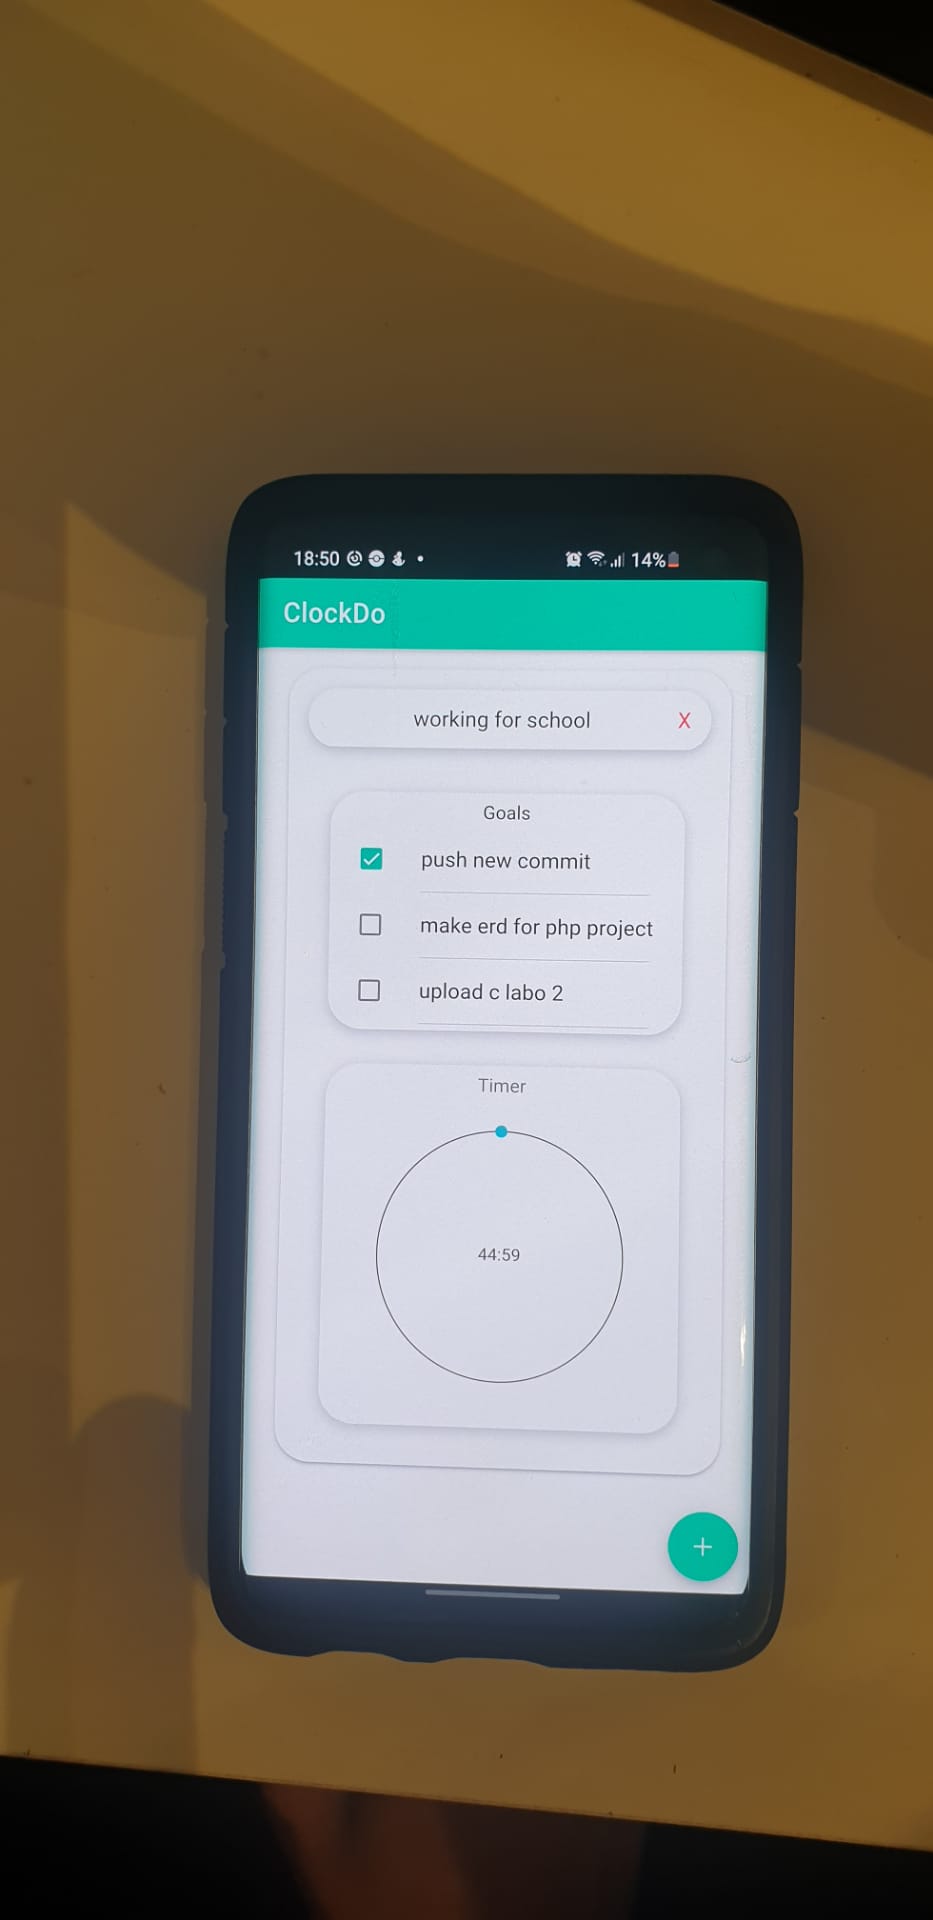 18:50 14%
ClockDo
working for school X
Goals
push new commit
make erd for php project
upload c labo 2
Timer
44:59
+